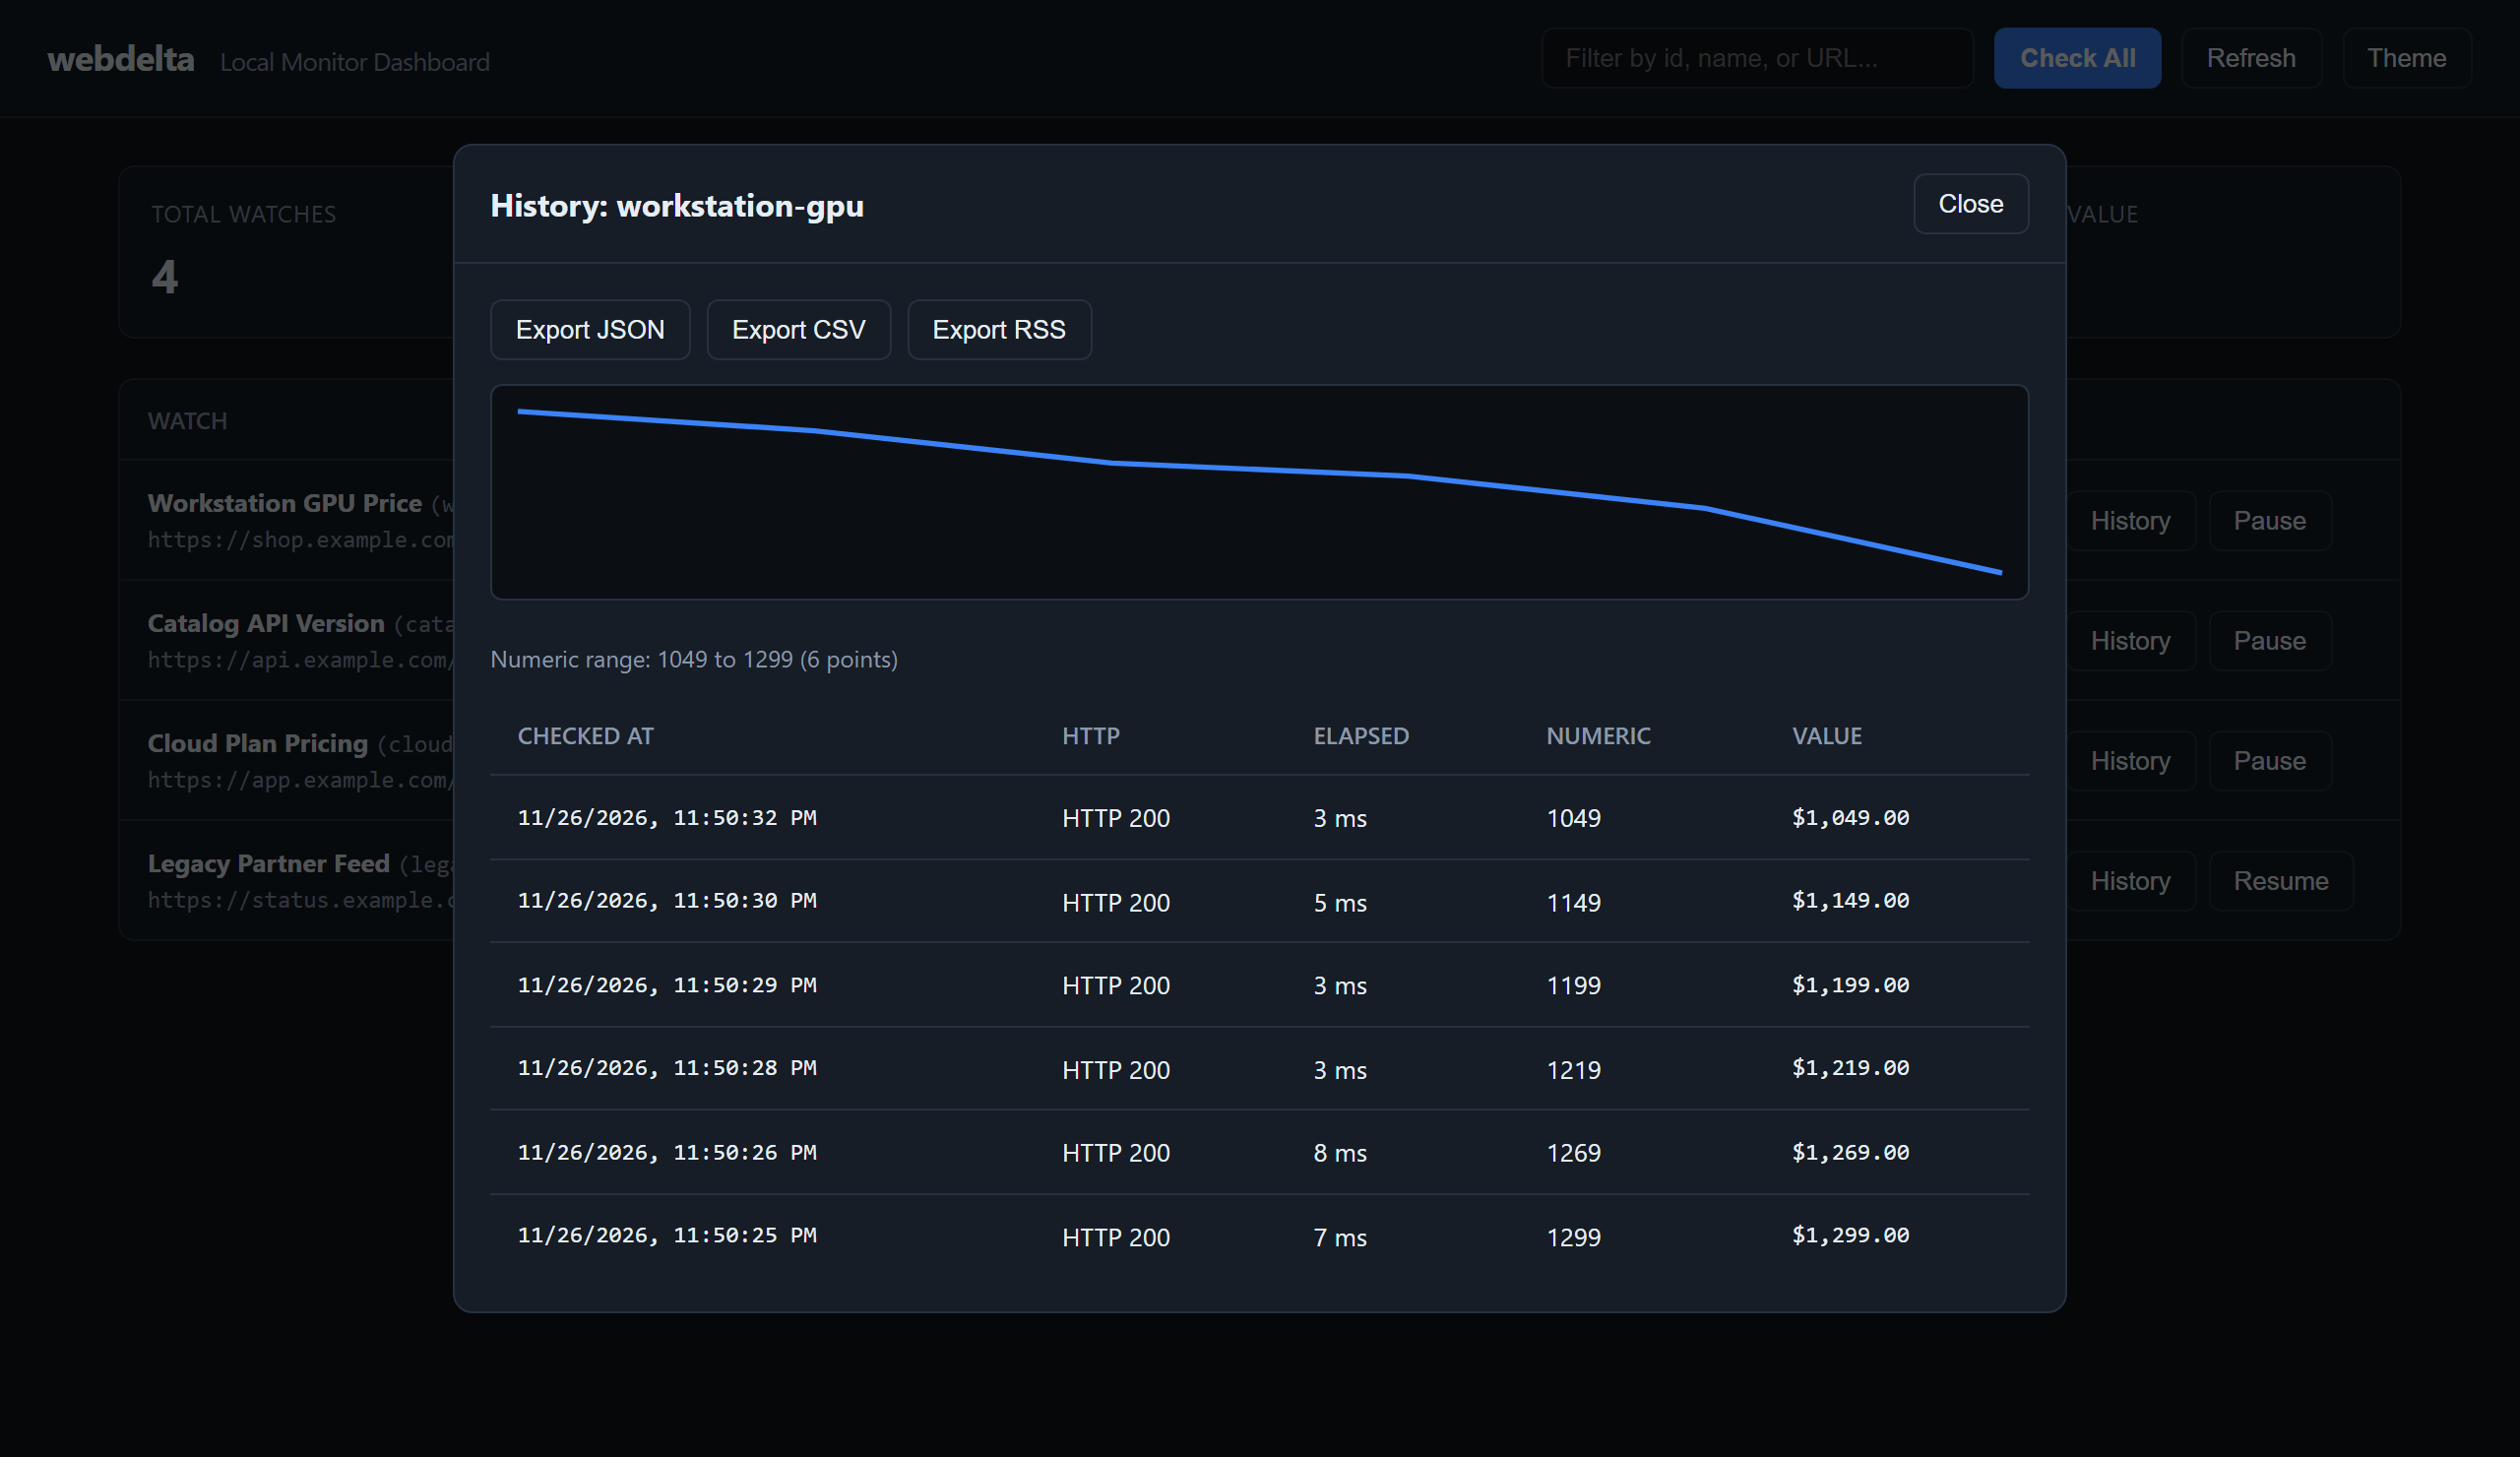 webdelta Local Monitor Dashboard Filter by id, name, or URL... Check All Refresh Theme
TOTAL WATCHES
4
VALUE
WATCH
Workstation GPU Price
https://shop.example.com
History Pause
Catalog API Version
https://api.example.com/
History Pause
Cloud Plan Pricing (cloud
https://app.example.com/
History Pause
Legacy Partner Feed
https://status.example.
History Resume
History: workstation-gpu Close
Export JSON Export CSV Export RSS
Numeric range: 1049 to 1299 (6 points)
CHECKED AT HTTP ELAPSED NUMERIC VALUE
11/26/2026, 11:50:32 PM HTTP 200 3 ms 1049 $1,049.00
11/26/2026, 11:50:30 PM HTTP 200 5 ms 1149 $1,149.00
11/26/2026, 11:50:29 PM HTTP 200 3 ms 1199 $1,199.00
11/26/2026, 11:50:28 PM HTTP 200 3 ms 1219 $1,219.00
11/26/2026, 11:50:26 PM HTTP 200 8 ms 1269 $1,269.00
11/26/2026, 11:50:25 PM HTTP 200 7 ms 1299 $1,299.00